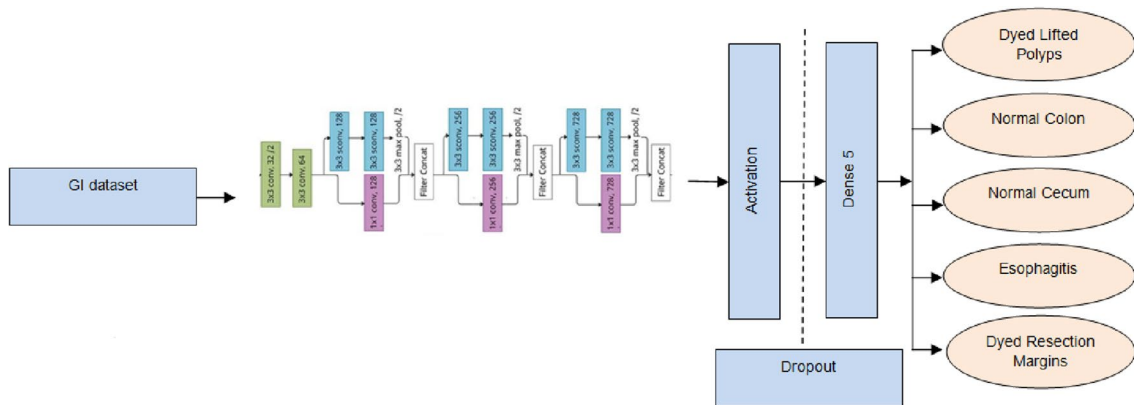 GI dataset
3x3 conv, 32 /2
3x3 conv, 64
3x3 sconv, 128
3x3 sconv, 128
1x1 conv, 128
3x3 max pool, /2
Filter Concat
3x3 sconv, 256
3x3 sconv, 256
1x1 conv, 256
3x3 max pool, /2
Filter Concat
3x3 sconv, 728
3x3 sconv, 728
1x1 conv, 728
3x3 max pool, /2
Filter Concat
Activation
Dense 5
Dropout
Dyed Lifted
Polyps
Normal Colon
Normal Cecum
Esophagitis
Dyed Resection
Margins